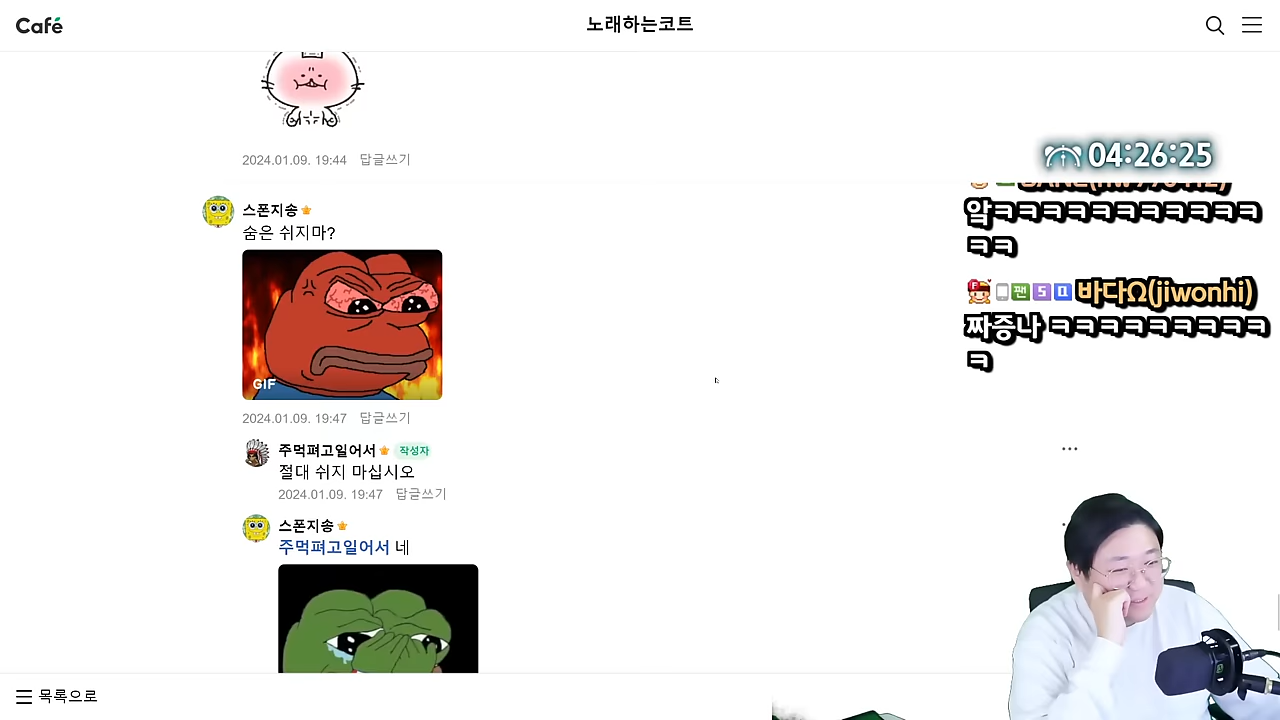 Café
노래하는코트
2024.01.09. 19:44 답글쓰기
04:26:25
앜ㅋㅋㅋㅋㅋㅋㅋㅋㅋㅋㅋ
ㅋㅋ
스폰지송
숨은 쉬지마?
GIF
F 팬 5 바다Ω(jiwonhi)
짜증나 ㅋㅋㅋㅋㅋㅋㅋㅋㅋ
ㅋ
2024.01.09. 19:47 답글쓰기
주먹펴고일어서 작성자
절대 쉬지 마십시오
2024.01.09. 19:47 답글쓰기
스폰지송
주먹펴고일어서 네
목록으로